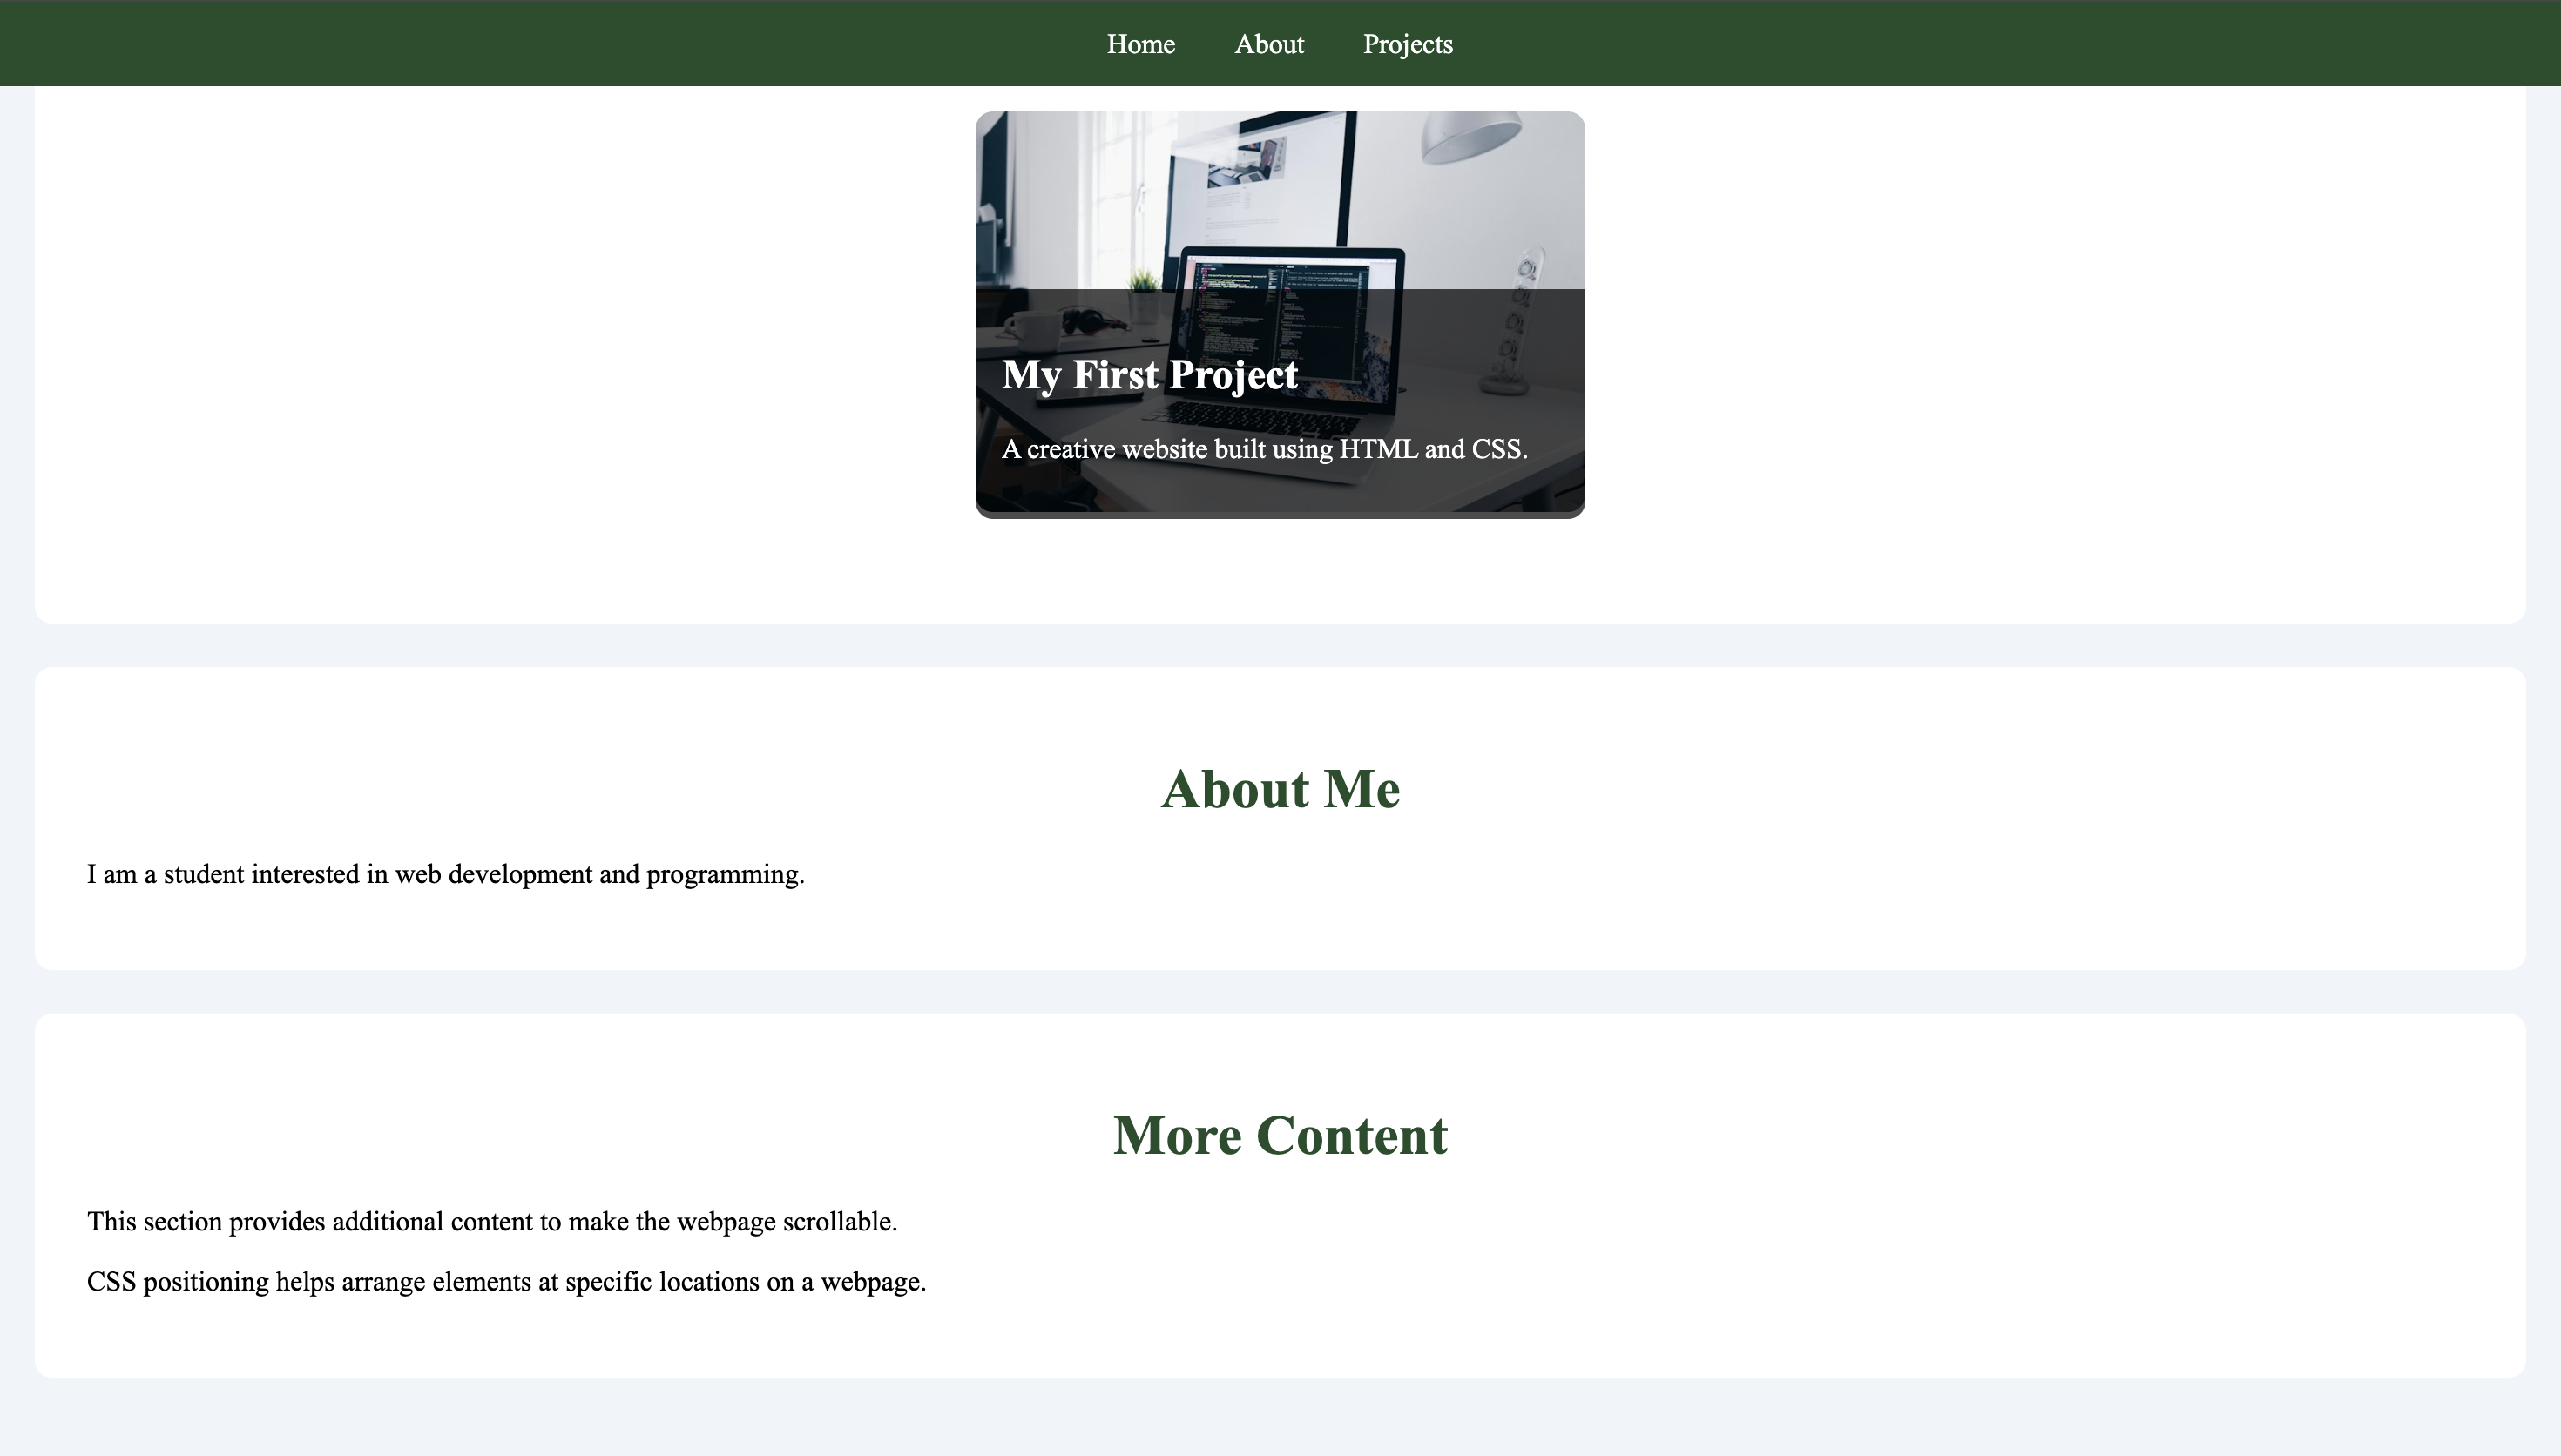 Home About Projects
My First Project
A creative website built using HTML and CSS.
About Me
I am a student interested in web development and programming.
More Content
This section provides additional content to make the webpage scrollable.
CSS positioning helps arrange elements at specific locations on a webpage.